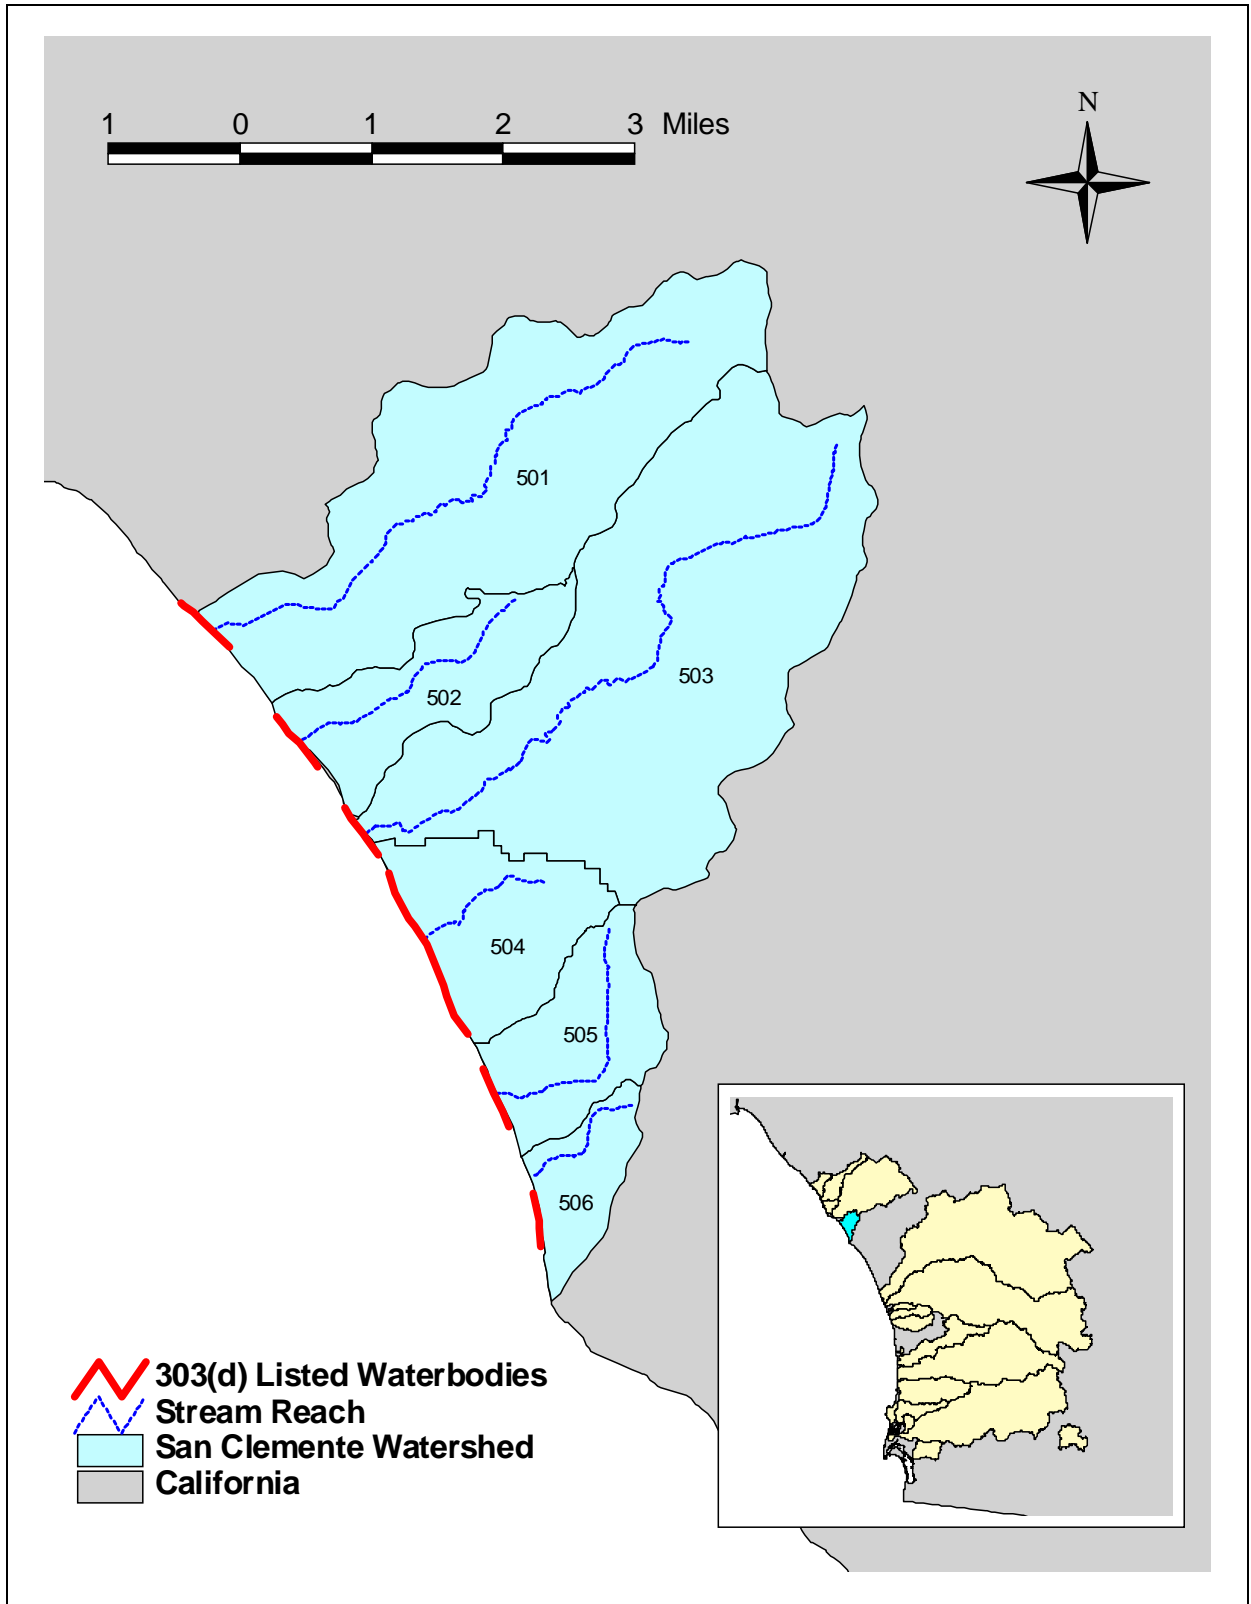 1 0 1 2 3 Miles
N
501
502
503
504
505
506
303(d) Listed Waterbodies
Stream Reach
San Clemente Watershed
California